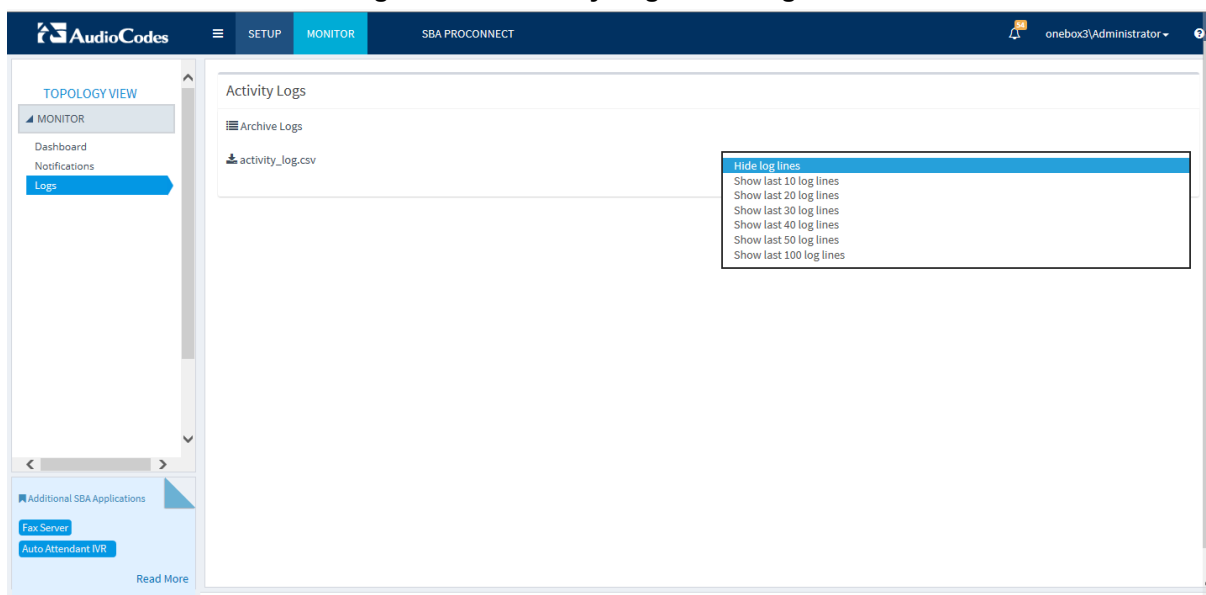 AudioCodes
SETUP
MONITOR
SBA PROCONNECT
54
onebox3\Administrator
?
TOPOLOGY VIEW
MONITOR
Dashboard
Notifications
Logs
Activity Logs
Archive Logs
activity_log.csv
Hide log lines
Show last 10 log lines
Show last 20 log lines
Show last 30 log lines
Show last 40 log lines
Show last 50 log lines
Show last 100 log lines
Additional SBA Applications
Fax Server
Auto Attendant IVR
Read More